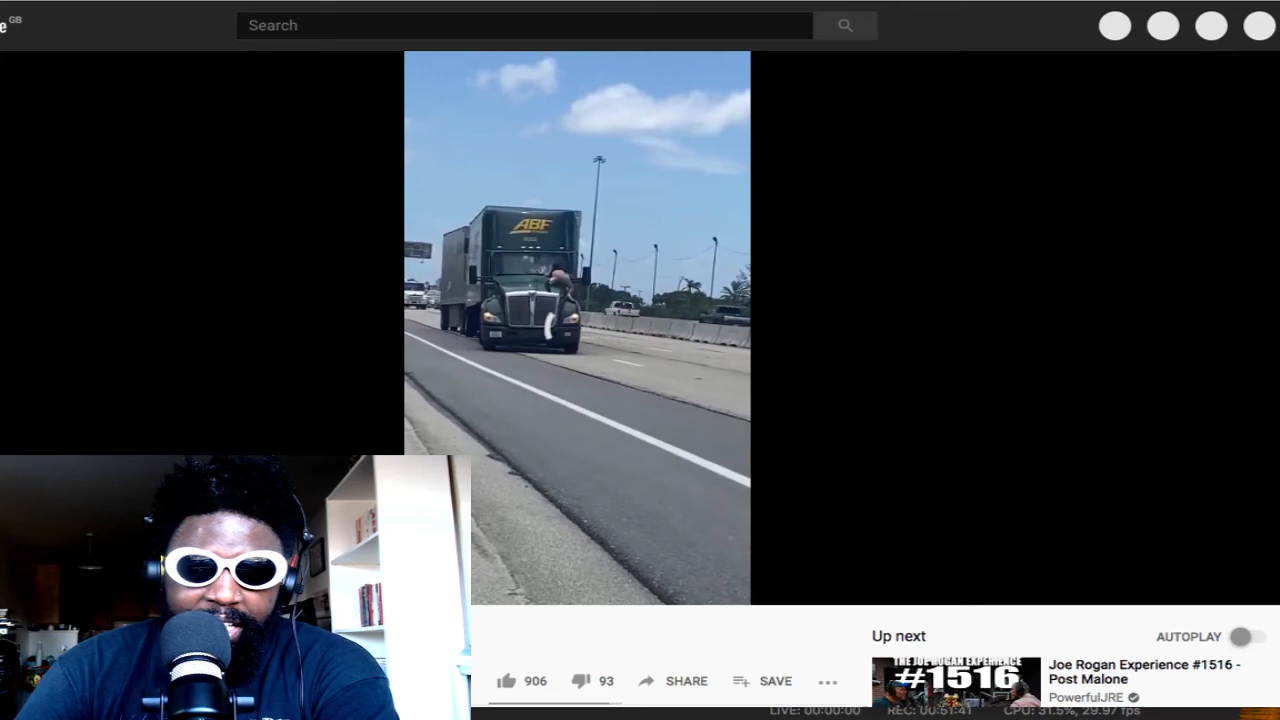 e GB
Search
ABF
906
93
SHARE
SAVE
Up next
AUTOPLAY
THE JOE ROGAN EXPERIENCE
#1516
Joe Rogan Experience #1516 -
Post Malone
PowerfulJRE
LIVE: 00:00:00
REC: 00:51:41
CPU: 31.5%, 29.97 fps